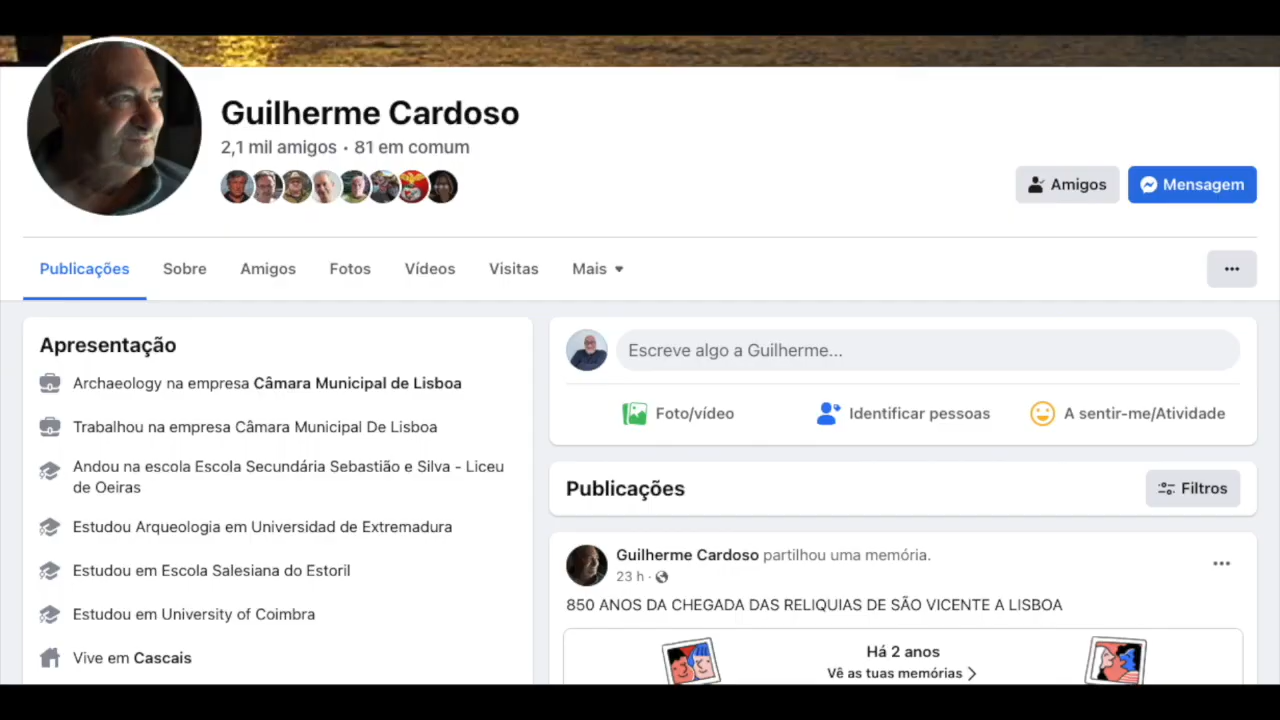 Guilherme Cardoso
2,1 mil amigos · 81 em comum
Amigos
Mensagem
Publicações
Sobre
Amigos
Fotos
Vídeos
Visitas
Mais
Apresentação
Archaeology na empresa Câmara Municipal de Lisboa
Trabalhou na empresa Câmara Municipal De Lisboa
Andou na escola Escola Secundária Sebastião e Silva - Liceu
de Oeiras
Estudou Arqueologia em Universidad de Extremadura
Estudou em Escola Salesiana do Estoril
Estudou em University of Coimbra
Vive em Cascais
Escreve algo a Guilherme...
Foto/vídeo
Identificar pessoas
A sentir-me/Atividade
Publicações
Filtros
Guilherme Cardoso partilhou uma memória.
23 h ·
850 ANOS DA CHEGADA DAS RELIQUIAS DE SÃO VICENTE A LISBOA
Há 2 anos
Vê as tuas memórias